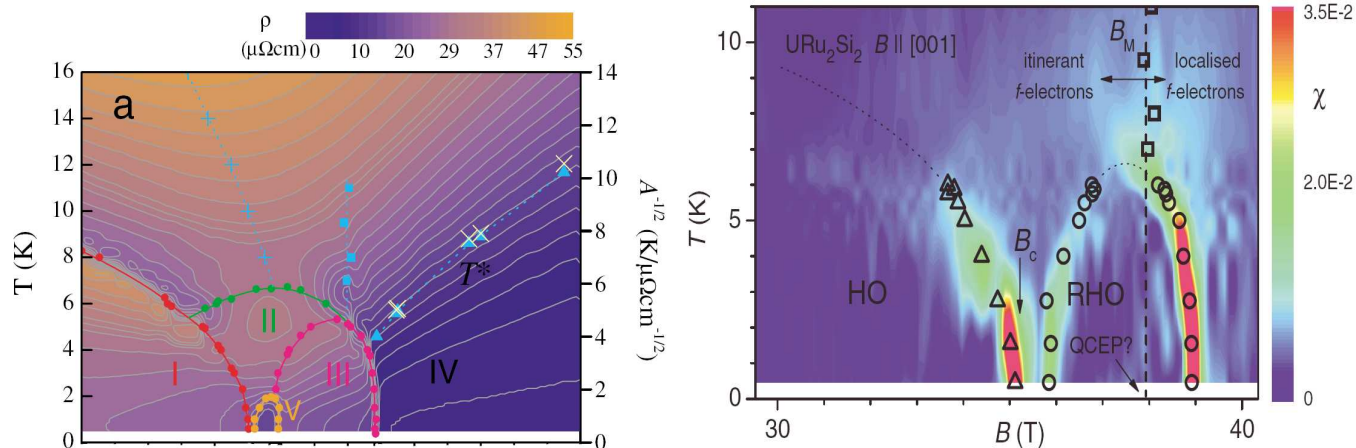 ρ
(μΩcm)
0 10 20 29 37 47 55
a
16
14
12
10
8
6
4
2
0
T (K)
14
12
10
8
6
4
2
0
A^-1/2 (K/μΩcm^-1/2)
I
II
III
IV
V
T*
URu2Si2 B || [001]
BM
itinerant
f-electrons
localised
f-electrons
Bc
HO
RHO
QCEP?
10
5
0
T (K)
30
40
B (T)
3.5E-2
χ
2.0E-2
0